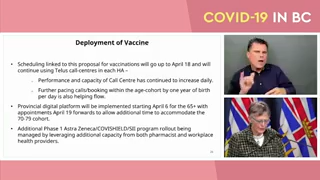 COVID-19 IN BC
Deployment of Vaccine
• Scheduling linked to this proposal for vaccinations will go up to April 18 and will
continue using Telus call-centres in each HA –
o Performance and capacity of Call Centre has continued to increase daily.
o Further pacing calls/booking within the age-cohort by one year of birth
per day is also helping flow.
• Provincial digital platform will be implemented starting April 6 for the 65+ with
appointments April 19 forwards to allow additional time to accommodate the
70-79 cohort.
• Additional Phase 1 Astra Zeneca/COVISHIELD/SII program rollout being
managed by leveraging additional capacity from both pharmacist and workplace
health providers.